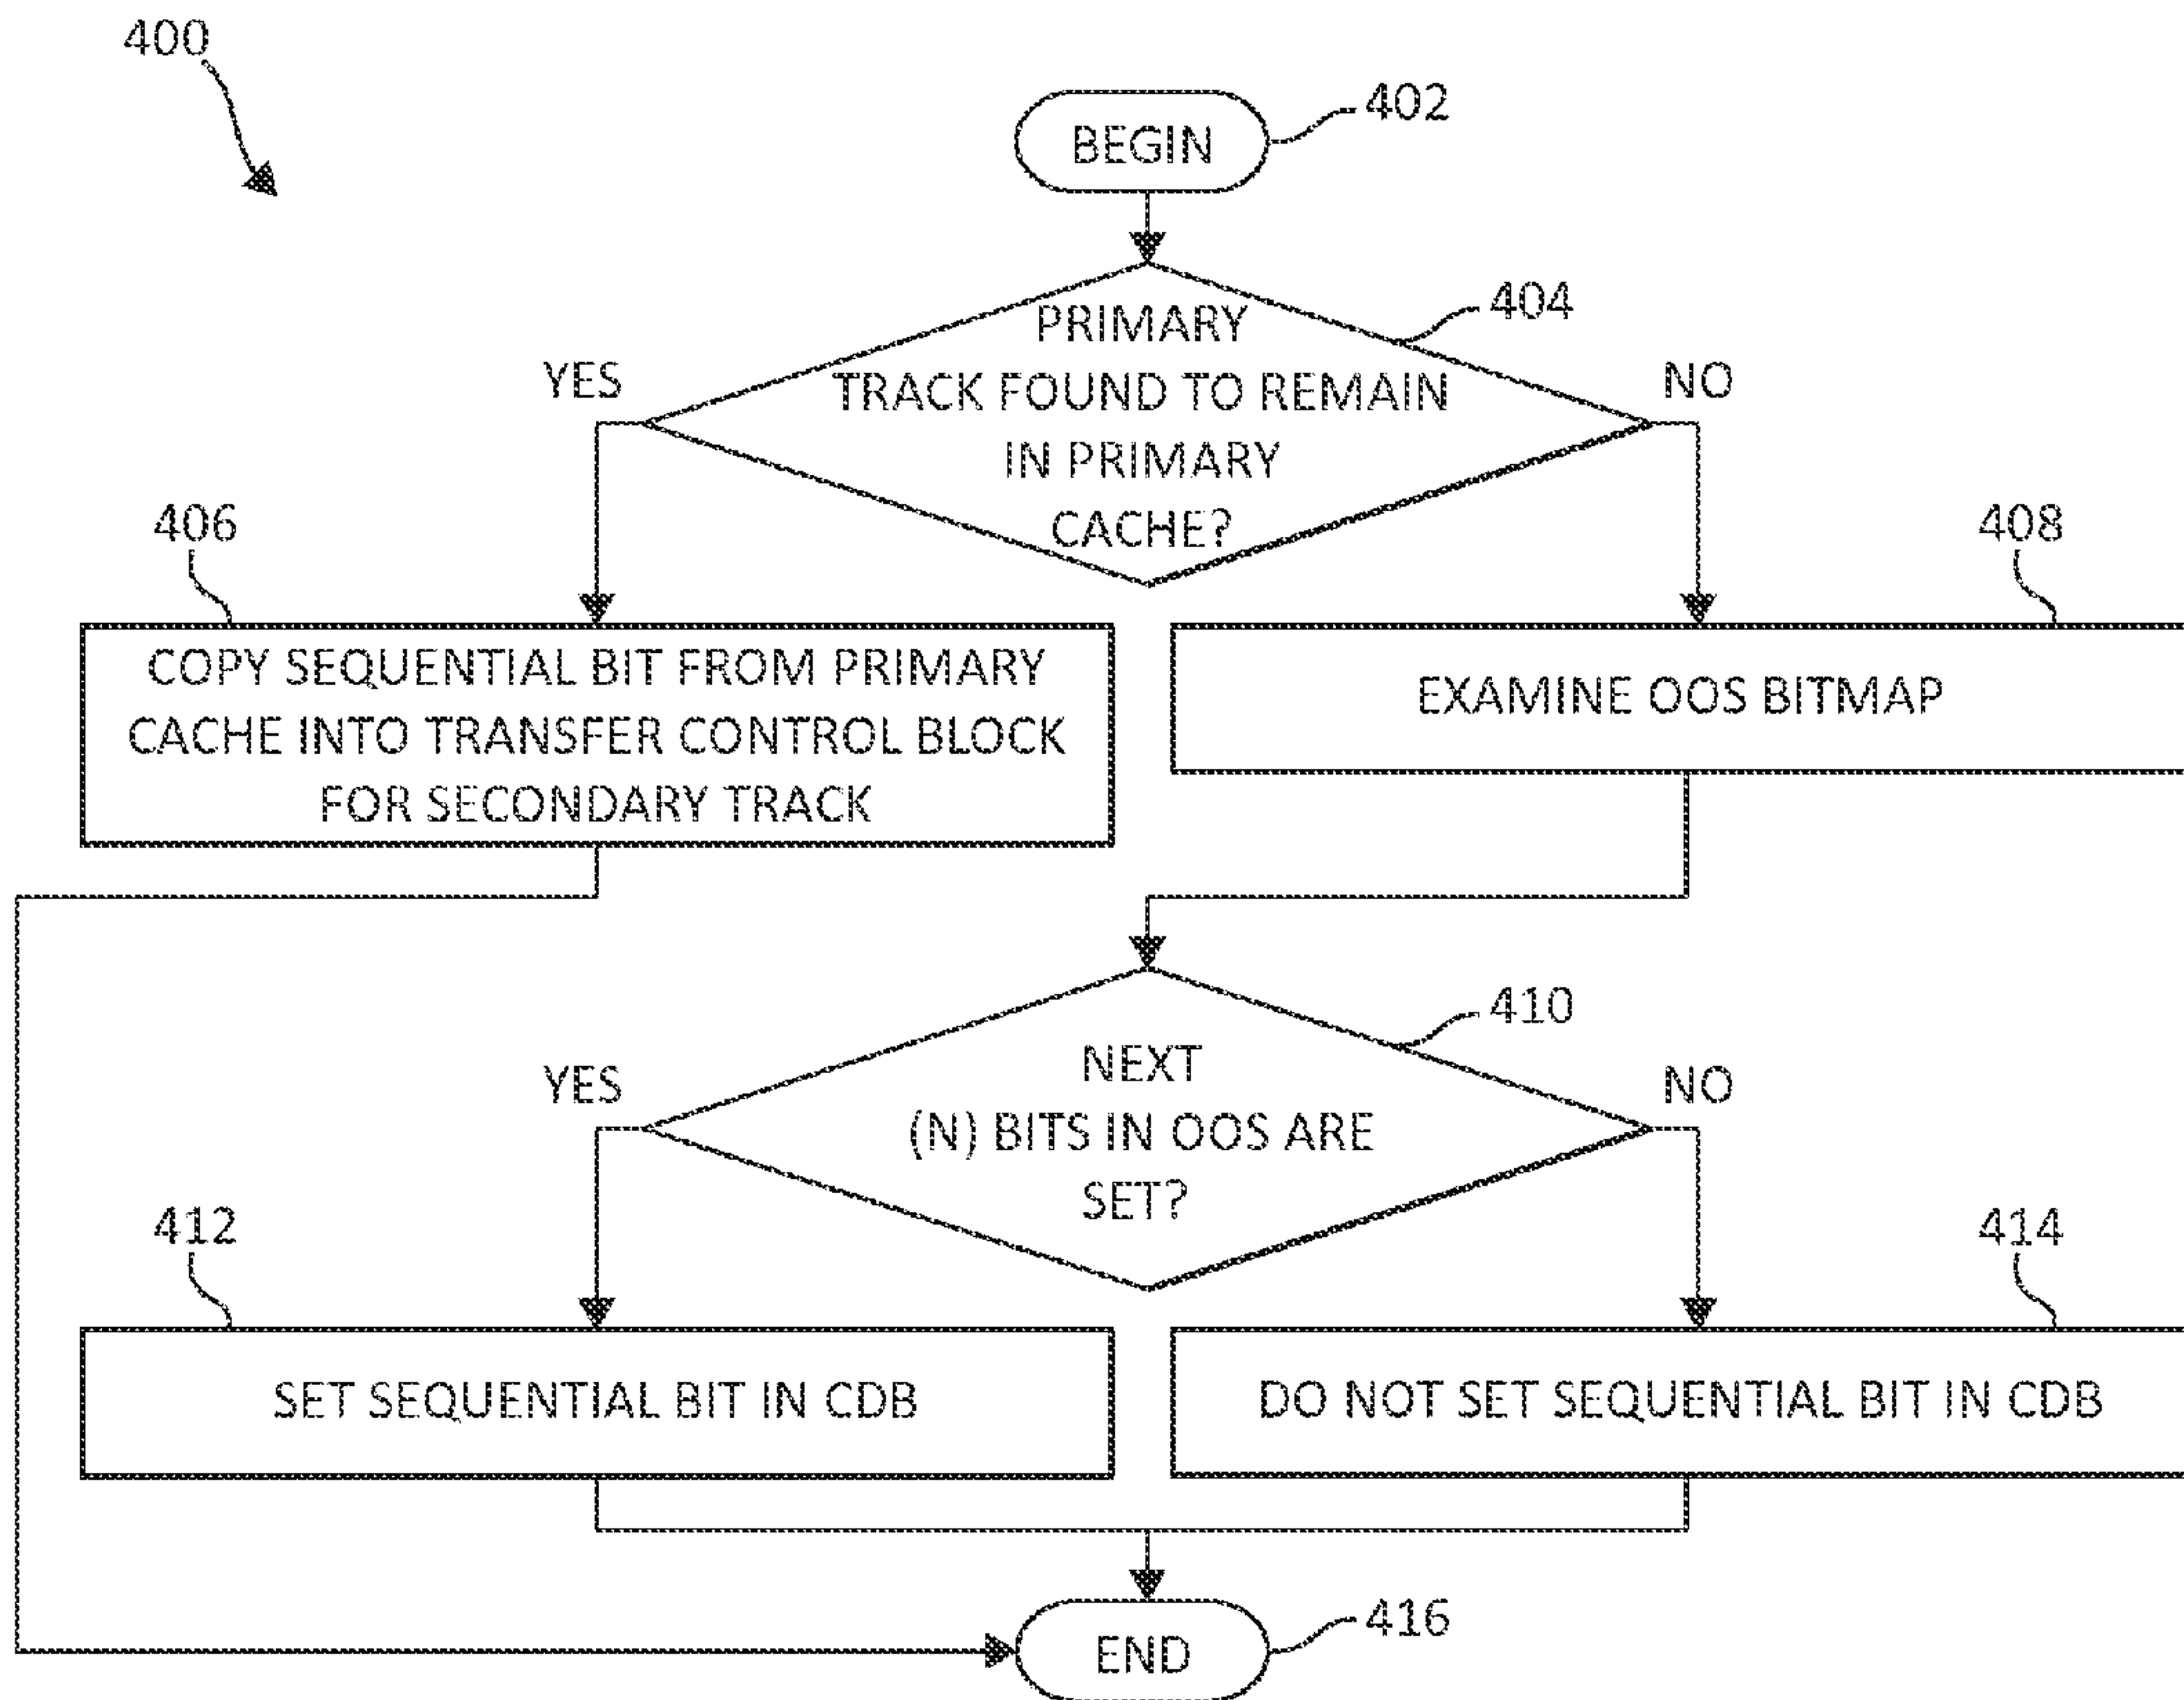 400
BEGIN
402
PRIMARY
TRACK FOUND TO REMAIN
IN PRIMARY
CACHE?
404
YES
NO
406
408
COPY SEQUENTIAL BIT FROM PRIMARY
CACHE INTO TRANSFER CONTROL BLOCK
FOR SECONDARY TRACK
EXAMINE OOS BITMAP
410
NEXT
(N) BITS IN OOS ARE
SET?
YES
NO
412
414
SET SEQUENTIAL BIT IN CDB
DO NOT SET SEQUENTIAL BIT IN CDB
END
416